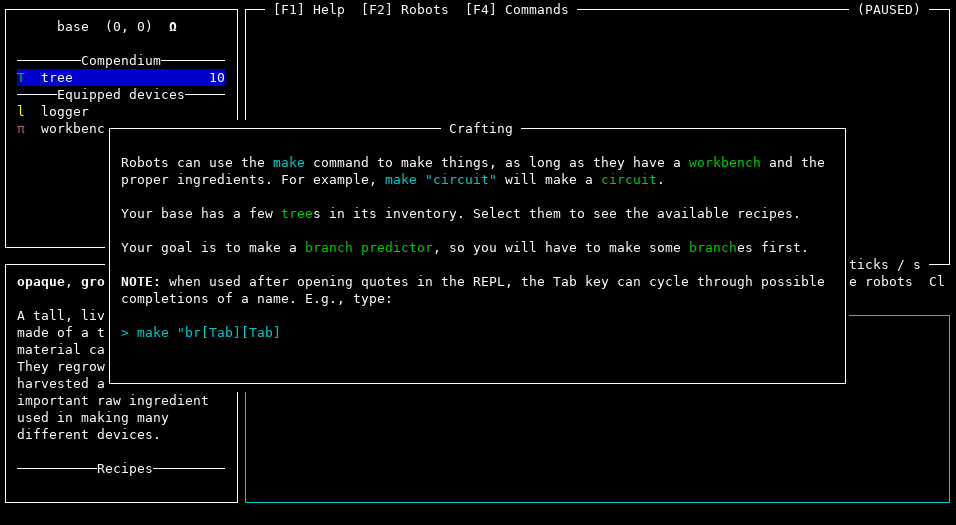 [F1] Help  [F2] Robots  [F4] Commands
(PAUSED)
base  (0, 0)  Ω
Compendium
T  tree  10
Equipped devices
l  logger
π  workbenc
Crafting
Robots can use the make command to make things, as long as they have a workbench and the
proper ingredients. For example, make "circuit" will make a circuit.
Your base has a few trees in its inventory. Select them to see the available recipes.
Your goal is to make a branch predictor, so you will have to make some branches first.
NOTE: when used after opening quotes in the REPL, the Tab key can cycle through possible
completions of a name. E.g., type:
> make "br[Tab][Tab]
ticks / s
e robots  Cl
opaque, gro
A tall, liv
made of a t
material ca
They regrow
harvested a
important raw ingredient
used in making many
different devices.
Recipes